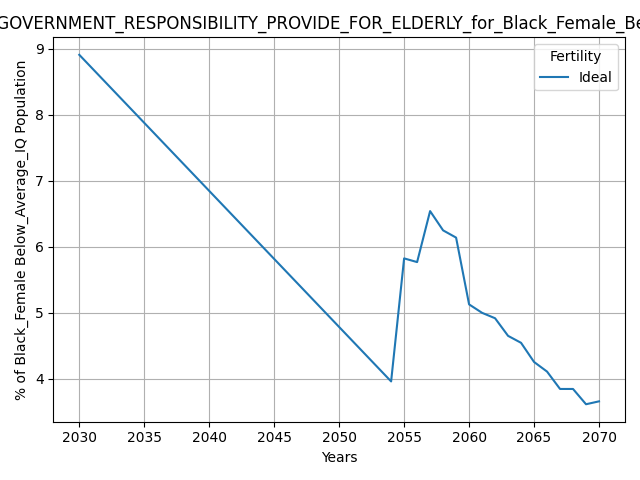 GOVERNMENT_RESPONSIBILITY_PROVIDE_FOR_ELDERLY_for_Black_Female_Be
Fertility
Ideal
% of Black_Female Below_Average_IQ Population
9
8
7
6
5
4
2030 2035 2040 2045 2050 2055 2060 2065 2070
Years